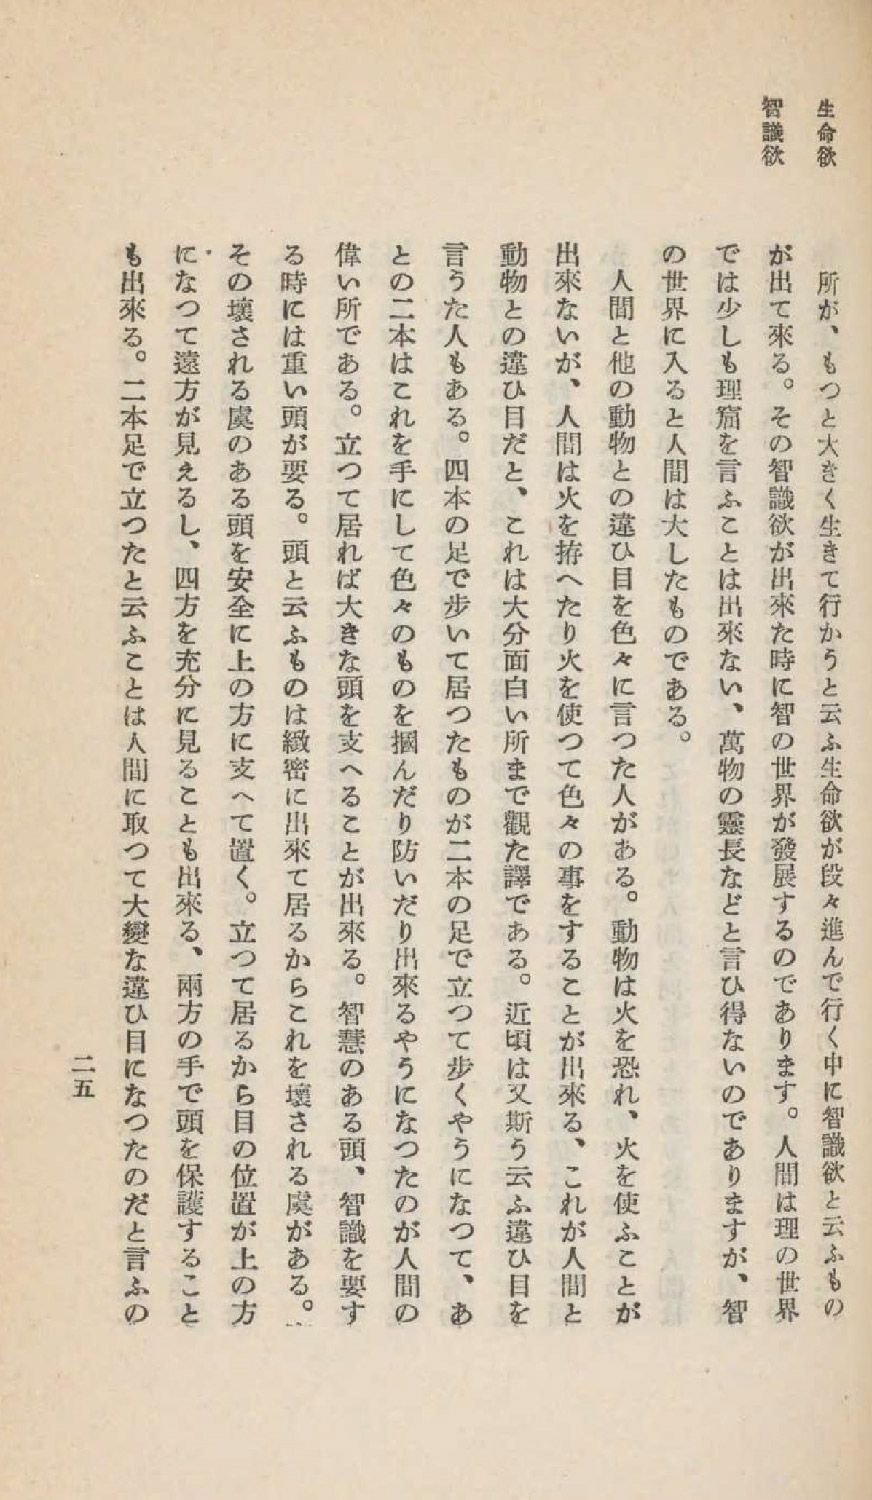 生命欲
智識欲
所が、もつと大きく生きて行かうと云ふ生命欲が段々進んで行く中に智識欲と云ふもの
が出て來る。その智識欲が出來た時に智の世界が發展するのであります。人間は理の世界
では少しも理窟を言ふことは出來ない、萬物の靈長などと言ひ得ないのでありますが、智
の世界に入ると人間は大したものである。
人間と他の動物との違ひ目を色々に言つた人がある。動物は火を恐れ、火を使ふことが
出來ないが、人間は火を拵へたり火を使つて色々の事をすることが出來る、これが人間と
動物との違ひ目だと、これは大分面白い所まで觀た譯である。近頃は又斯う云ふ違ひ目を
言うた人もある。四本の足で步いて居つたものが二本の足で立つて步くやうになつて、あ
との二本はこれを手にして色々のものを摑んだり防いだり出來るやうになつたのが人間の
偉い所である。立つて居れば大きな頭を支へることが出來る。智慧のある頭、智識を要す
る時には重い頭が要る。頭と云ふものは緻密に出來て居るからこれを壞される虞がある。
その壞される虞のある頭を安全に上の方に支へて置く。立つて居るから目の位置が上の方
になつて遠方が見えるし、四方を充分に見ることも出來る、兩方の手で頭を保護すること
も出來る。二本足で立つたと云ふことは人間に取つて大變な違ひ目になつたのだと言ふの
二五